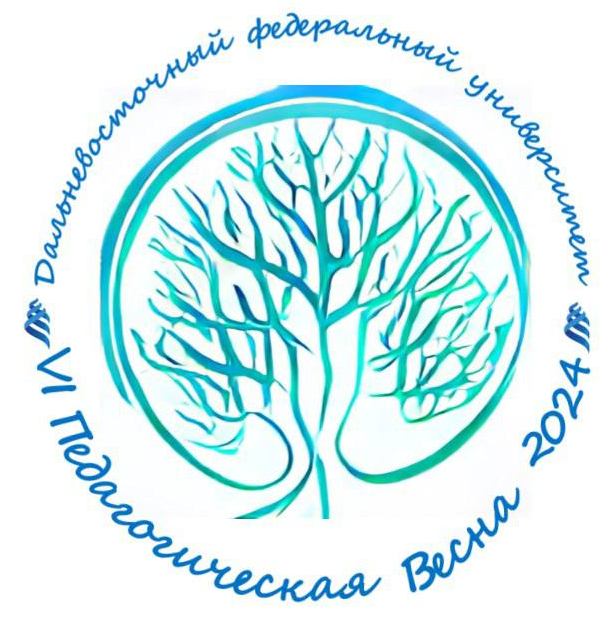 Дальневосточный федеральный университет
VI Педагогическая Весна 2024